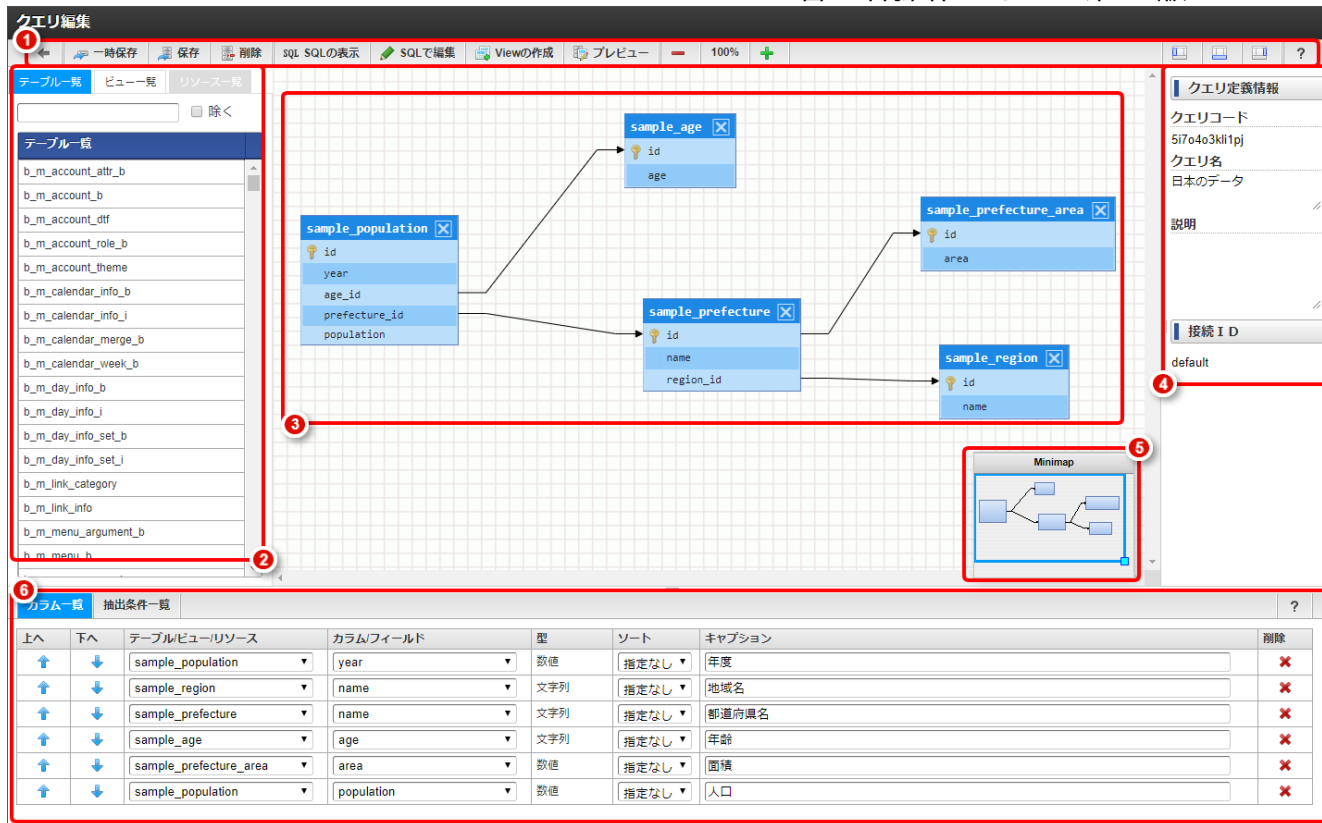 クエリ編集
1
一時保存 保存 削除 SQL SQLの表示 SQLで編集 Viewの作成 プレビュー 100% ?
テーブル一覧 ビュー一覧 リソース一覧
除く
テーブル一覧
b_m_account_attr_b
b_m_account_b
b_m_account_dtf
b_m_account_role_b
b_m_account_theme
b_m_calendar_info_b
b_m_calendar_info_i
b_m_calendar_merge_b
b_m_calendar_week_b
b_m_day_info_b
b_m_day_info_i
b_m_day_info_set_b
b_m_day_info_set_i
b_m_link_category
b_m_link_info
b_m_menu_argument_b
b_m_menu_b
2
sample_population
id
year
age_id
prefecture_id
population
sample_age
id
age
sample_prefecture
id
name
region_id
sample_prefecture_area
id
area
sample_region
id
name
3
クエリ定義情報
クエリコード
5i7o4o3kli1pj
クエリ名
日本のデータ
説明
接続ＩＤ
default
4
5
Minimap
6
カラム一覧 抽出条件一覧 ?
上へ 下へ テーブル/ビュー/リソース カラム/フィールド 型 ソート キャプション 削除
sample_population year 数値 指定なし 年度
sample_region name 文字列 指定なし 地域名
sample_prefecture name 文字列 指定なし 都道府県名
sample_age age 文字列 指定なし 年齢
sample_prefecture_area area 数値 指定なし 面積
sample_population population 数値 指定なし 人口